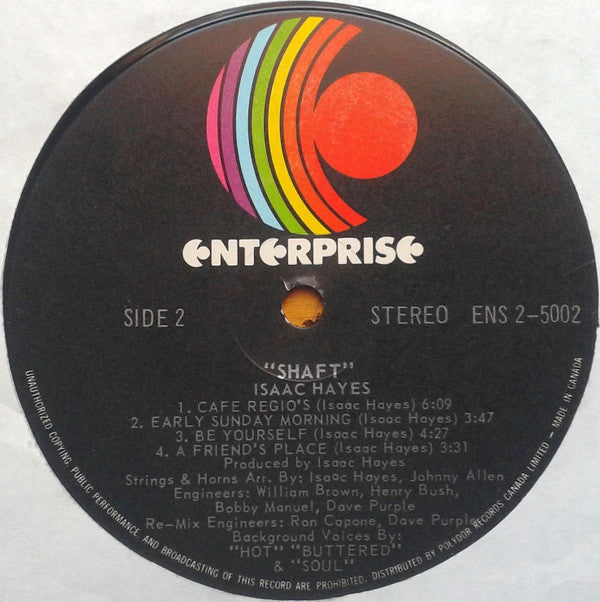 ENTERPRISE
SIDE 2
STEREO ENS 2-5002
"SHAFT"
ISAAC HAYES
1. CAFE REGIO'S (Isaac Hayes) 6:09
2. EARLY SUNDAY MORNING (Isaac Hayes) 3:47
3. BE YOURSELF (Isaac Hayes) 4:27
4. A FRIEND'S PLACE (Isaac Hayes) 3:31
Produced by Isaac Hayes
Strings & Horns Arr. By: Isaac Hayes, Johnny Allen
Engineers: William Brown, Henry Bush,
Bobby Manuel, Dave Purple
Re-Mix Engineers: Ron Capone, Dave Purple
Background Voices By:
"HOT" "BUTTERED"
& "SOUL"
UNAUTHORIZED COPYING, PUBLIC PERFORMANCE, AND BROADCASTING OF THIS RECORD ARE PROHIBITED. DISTRIBUTED BY POLYDOR RECORDS CANADA LIMITED – MADE IN CANADA